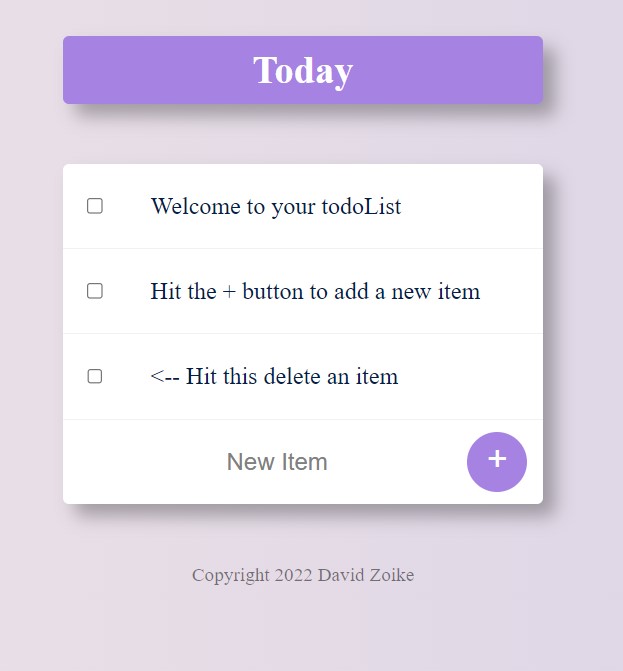 Today
Welcome to your todoList
Hit the + button to add a new item
<-- Hit this delete an item
New Item +
Copyright 2022 David Zoike